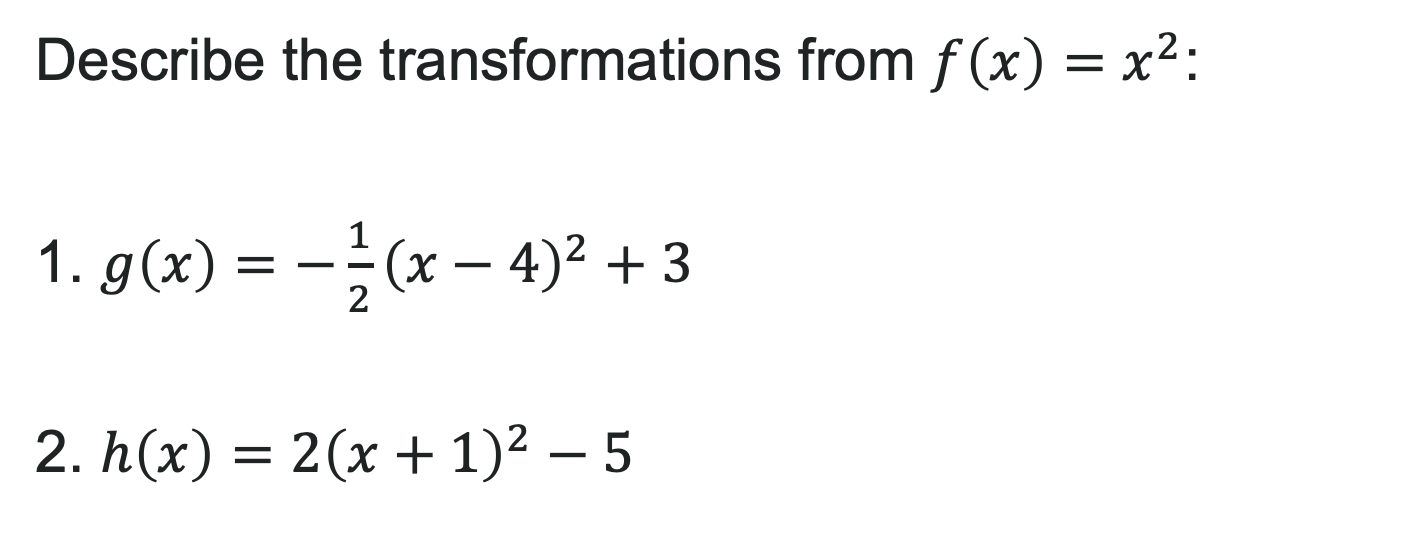 Describe the transformations from f(x) = x²:
1. g(x) = −½(x − 4)² + 3
2. h(x) = 2(x + 1)² − 5